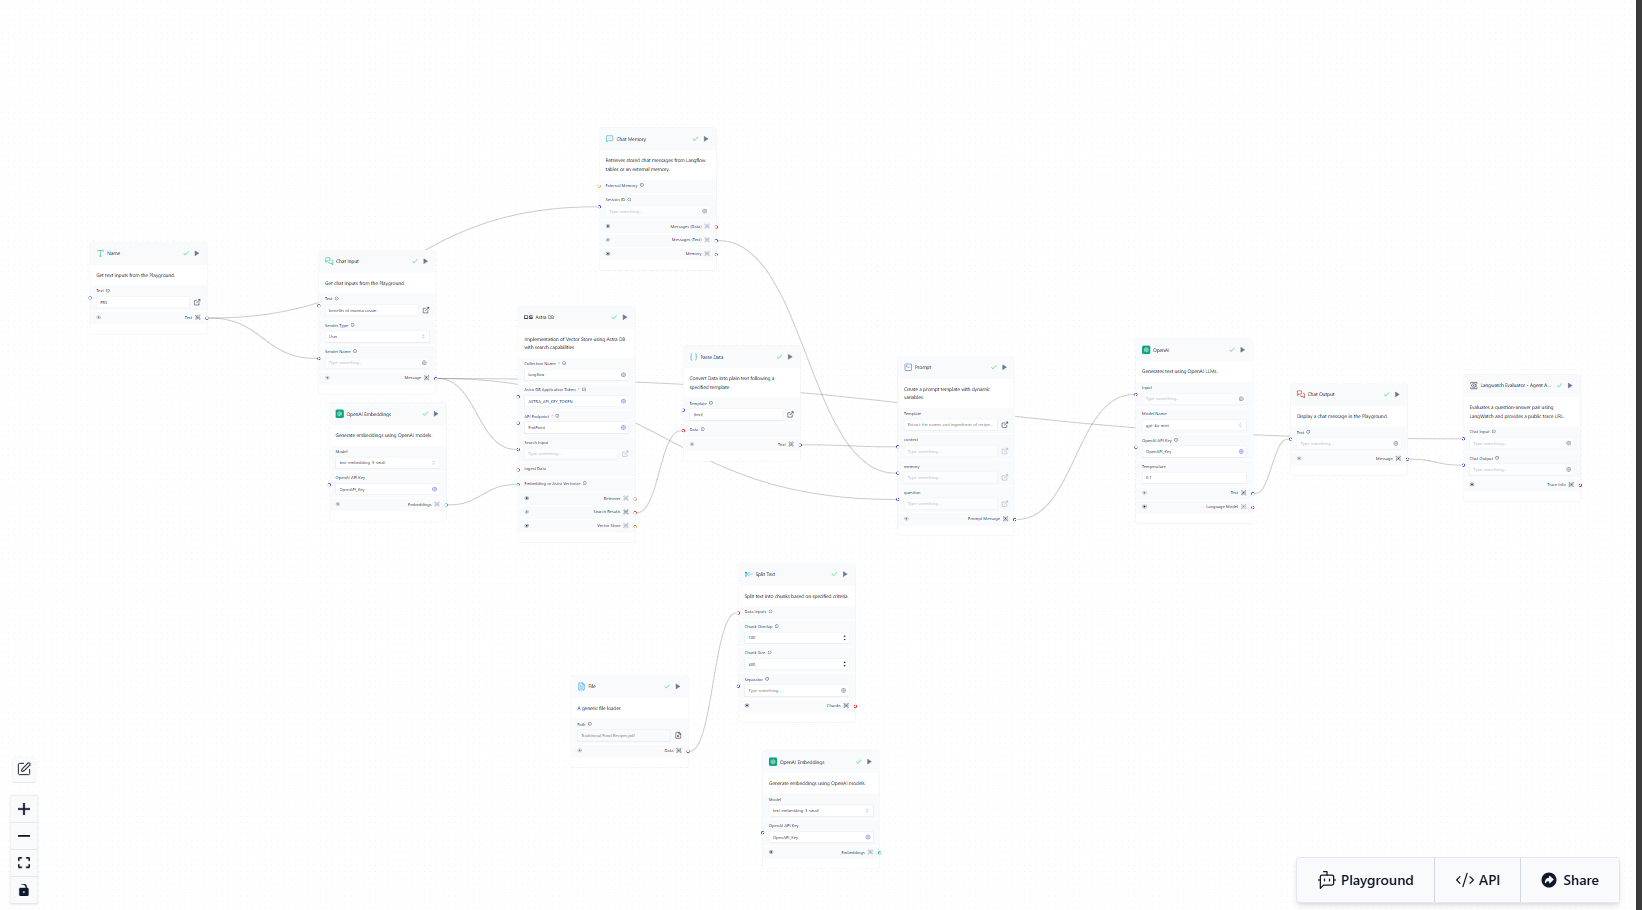 Chat Memory
Retrieves stored chat messages from Langflow
tables or an external memory.
External Memory
Session ID
Type something...
Messages (Data)
Messages (Text)
Memory
Name
Get text inputs from the Playground.
Text
Text
Chat Input
Get chat inputs from the Playground.
Text
Sender Type
User
Sender Name
Type something...
Message
OpenAI Embeddings
Generate embeddings using OpenAI models.
Model
text-embedding-3-small
OpenAI API Key
OpenAPI_Key
Embeddings
Astra DB
Implementation of Vector Store using Astra DB
with search capabilities
Collection Name *
langflow
Astra DB Application Token *
ASTRA_API_KEY_TOKEN
API Endpoint *
EndPoint
Search Input
Type something...
Ingest Data
Embedding or Astra Vectorize
Retriever
Search Results
Vector Store
Parse Data
Convert Data into plain text following a
specified template.
Template
{text}
Data
Text
Prompt
Create a prompt template with dynamic
variables.
Template
Extract the names and ingredients of recipe...
context
Type something...
memory
Type something...
question
Type something...
Prompt Message
OpenAI
Generates text using OpenAI LLMs.
Input
Type something...
Model Name
OpenAI API Key
OpenAPI_Key
Temperature
0.1
Text
Language Model
Chat Output
Display a chat message in the Playground.
Text
Type something...
Message
Langwatch Evaluator - Agent A...
Evaluates a question-answer pair using
LangWatch and provides a public trace URL.
Chat Input
Type something...
Chat Output
Type something...
Trace Info
Split Text
Split text into chunks based on specified criteria.
Data Inputs
Chunk Overlap
Chunk Size
Separator
Type something...
Chunks
File
A generic file loader.
Path
Traditional Food Recipes.pdf
Data
OpenAI Embeddings
Generate embeddings using OpenAI models.
Model
text-embedding-3-small
OpenAI API Key
OpenAPI_Key
Embeddings
Playground
API
Share